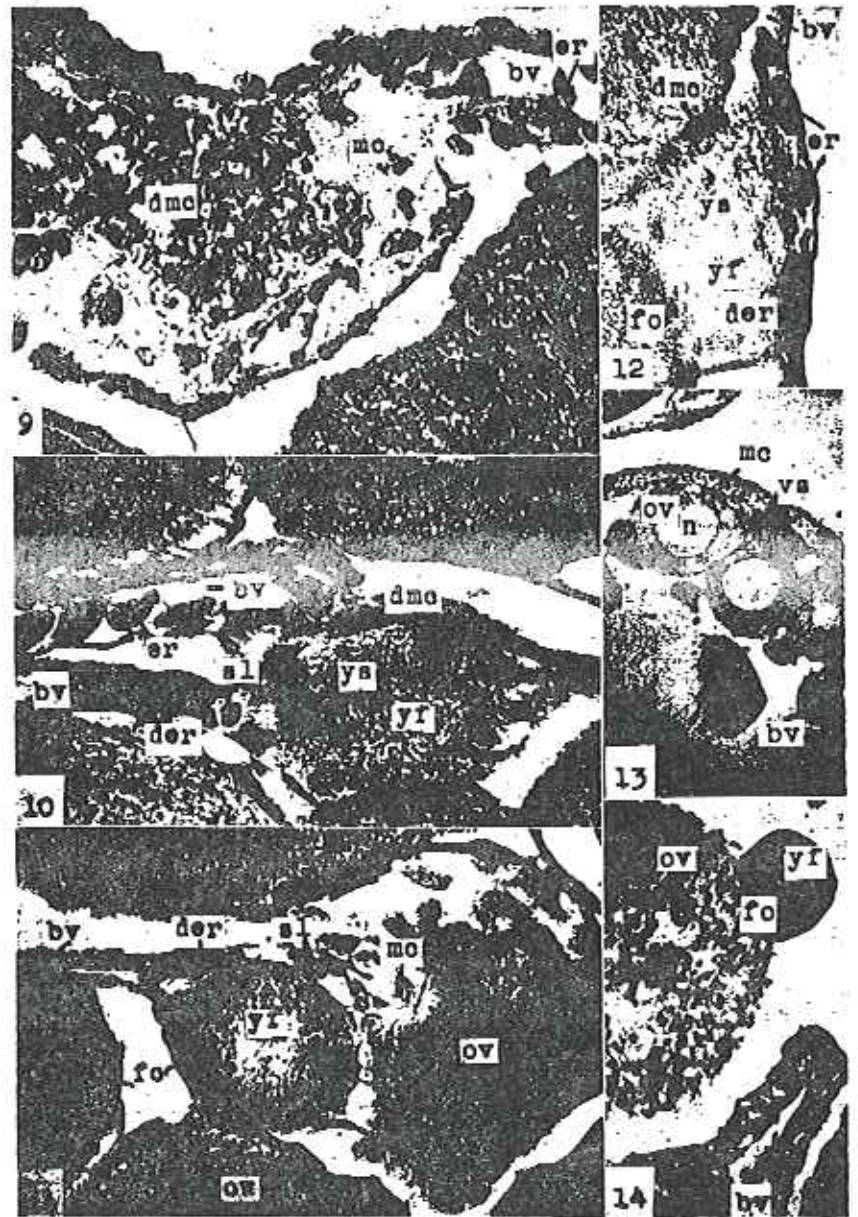 er
bv
mc
dmc
9
bv
dmc
er
ys
yf
fo
der
12
bv
dmc
er
sl
ys
bv
yf
der
10
mc
vs
ov
n
bv
13
bv
der
sl
mc
yf
ov
fo
ov
yf
fo
bv
14